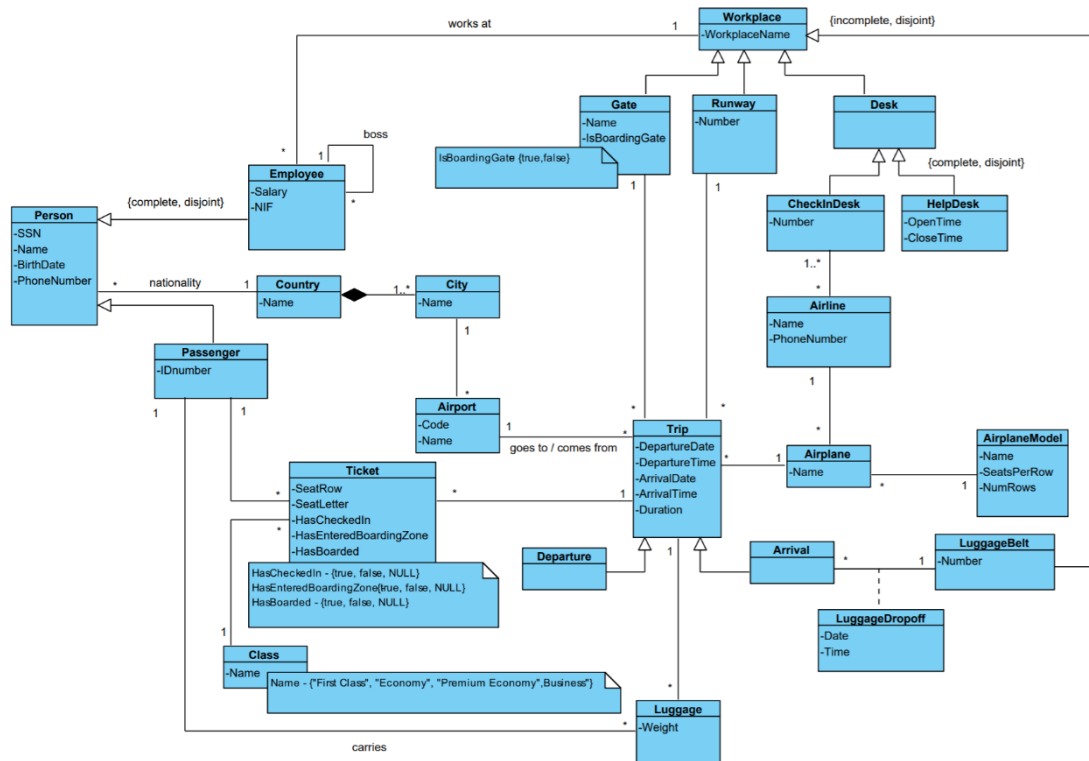 Workplace
-WorkplaceName
{incomplete, disjoint}
works at
1
*
Gate
-Name
-IsBoardingGate
IsBoardingGate {true,false}
1
Runway
-Number
1
Desk
{complete, disjoint}
boss
1
*
Employee
-Salary
-NIF
{complete, disjoint}
Person
-SSN
-Name
-BirthDate
-PhoneNumber
CheckInDesk
-Number
HelpDesk
-OpenTime
-CloseTime
1..*
*
*
nationality
1
Country
-Name
1..*
City
-Name
1
*
Airline
-Name
-PhoneNumber
1
*
Passenger
-IDnumber
1
1
Airport
-Code
-Name
1
*
goes to / comes from
*
*
Trip
-DepartureDate
-DepartureTime
-ArrivalDate
-ArrivalTime
-Duration
*
1
Airplane
-Name
*
1
AirplaneModel
-Name
-SeatsPerRow
-NumRows
*
Ticket
-SeatRow
-SeatLetter
-HasCheckedIn
-HasEnteredBoardingZone
-HasBoarded
*
1
*
HasCheckedIn - {true, false, NULL}
HasEnteredBoardingZone{true, false, NULL}
HasBoarded - {true, false, NULL}
Departure
1
Arrival
*
1
LuggageBelt
-Number
LuggageDropoff
-Date
-Time
1
Class
-Name
Name - {"First Class", "Economy", "Premium Economy",Business"}
*
*
Luggage
-Weight
carries